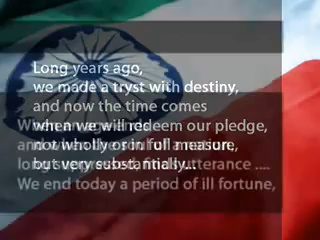 Long years ago,
we made a tryst with destiny,
and now the time comes
when we will redeem our pledge,
not wholly or in full measure,
but very substantially...
utterance ....
We end today a period of ill fortune,